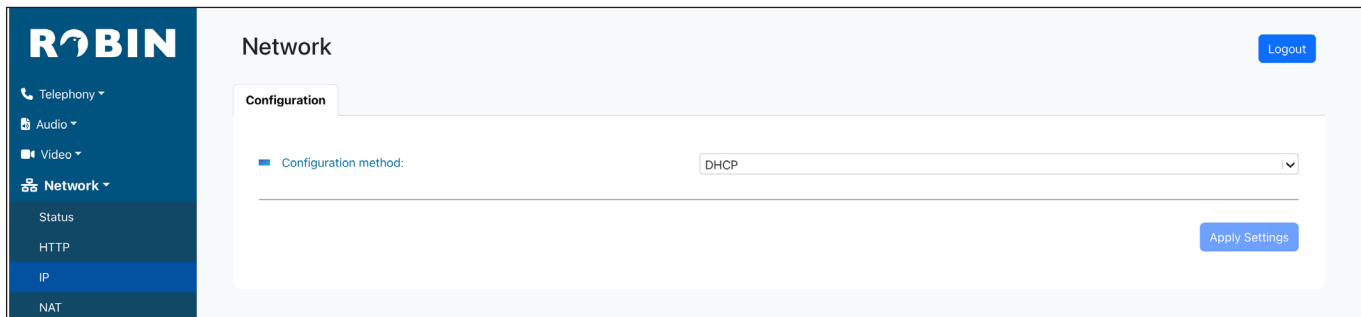 ROBIN
Network
Logout
Telephony
Audio
Video
Network
Status
HTTP
IP
NAT
Configuration
Configuration method:
DHCP
Apply Settings